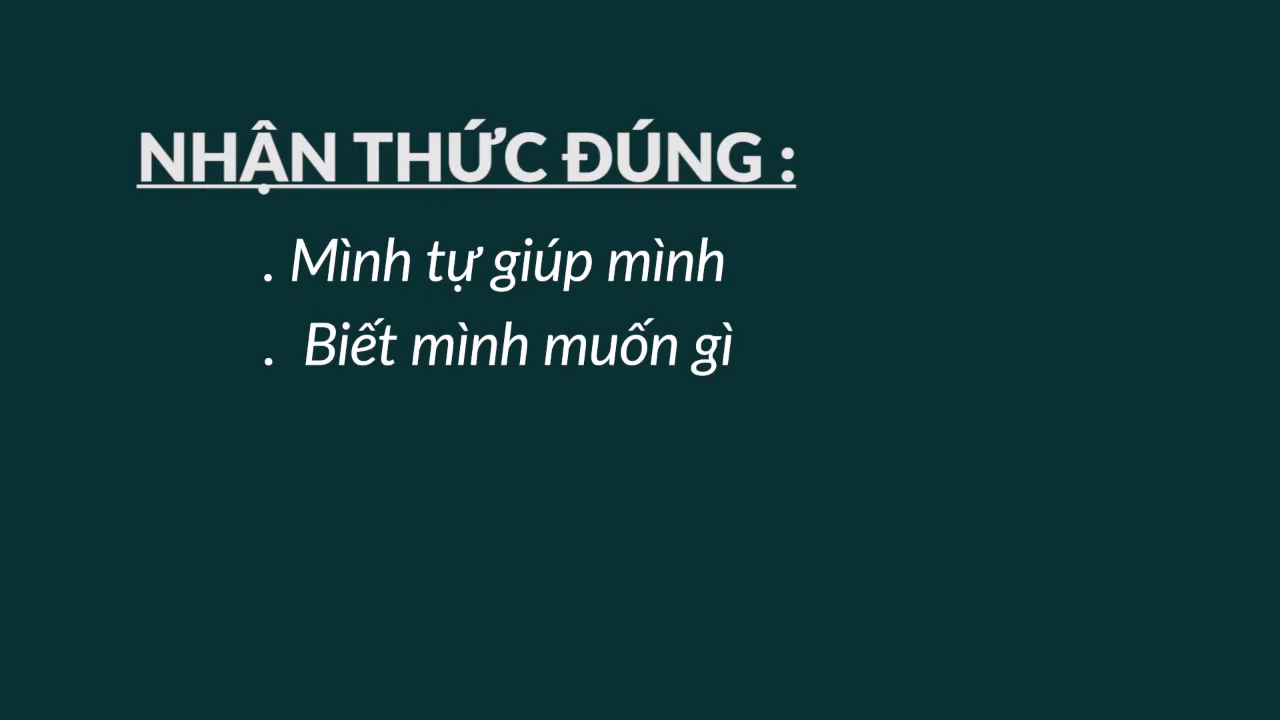 NHẬN THỨC ĐÚNG :
. Mình tự giúp mình
. Biết mình muốn gì